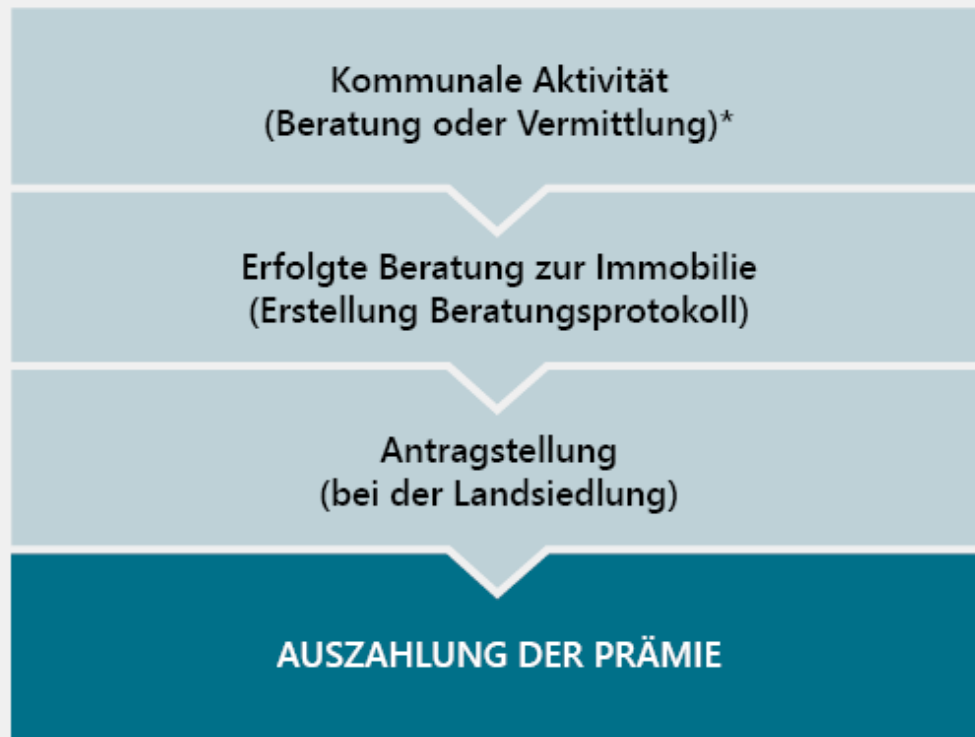 Kommunale Aktivität
(Beratung oder Vermittlung)*
Erfolgte Beratung zur Immobilie
(Erstellung Beratungsprotokoll)
Antragstellung
(bei der Landsiedlung)
AUSZAHLUNG DER PRÄMIE